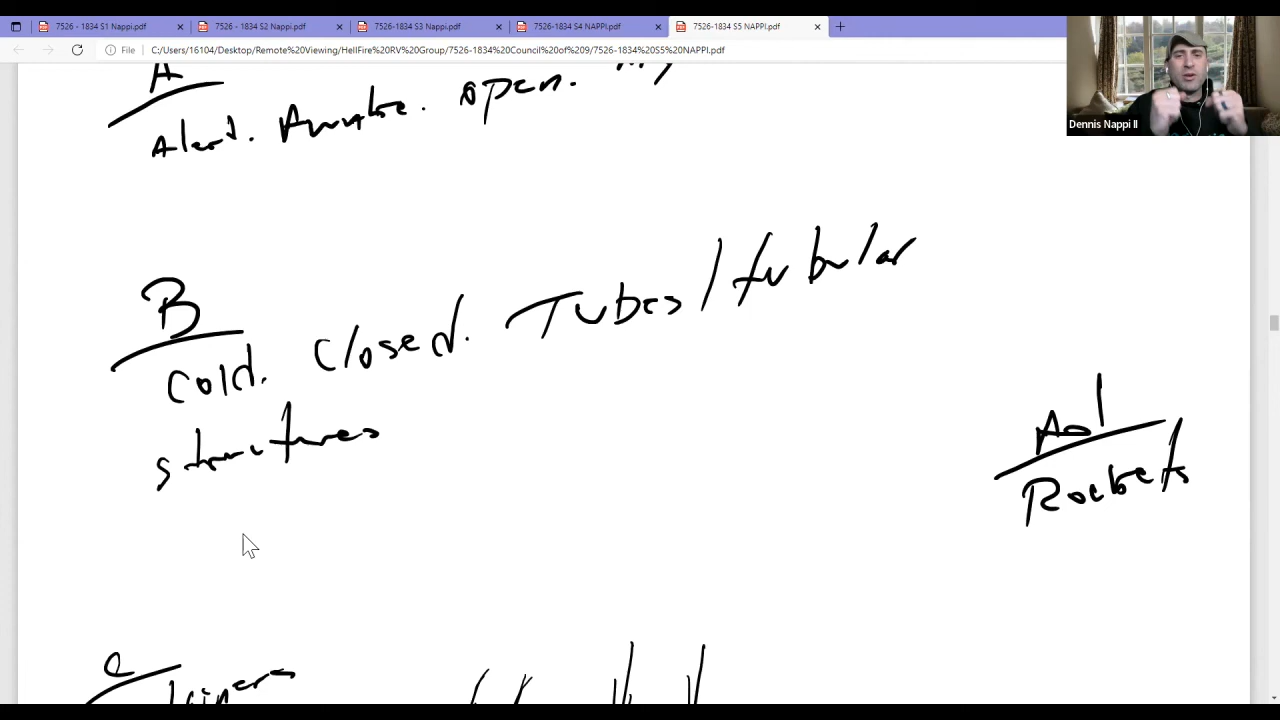 7526 - 1834 S1 Nappi.pdf
7526 - 1834 S2 Nappi.pdf
7526-1834 S3 Nappi.pdf
7526-1834 S4 NAPPI.pdf
7526-1834 S5 NAPPI.pdf
File
C:/Users/16104/Desktop/Remote%20Viewing/HellFire%20RV%20Group/7526-1834%20Council%20of%209/7526-1834%20S5%20NAPPI.pdf
Dennis Nappi II
A
Alert. Awake. open.
B
Cold. Closed. Tubes / tubular
structures
Aol
Rockets
C